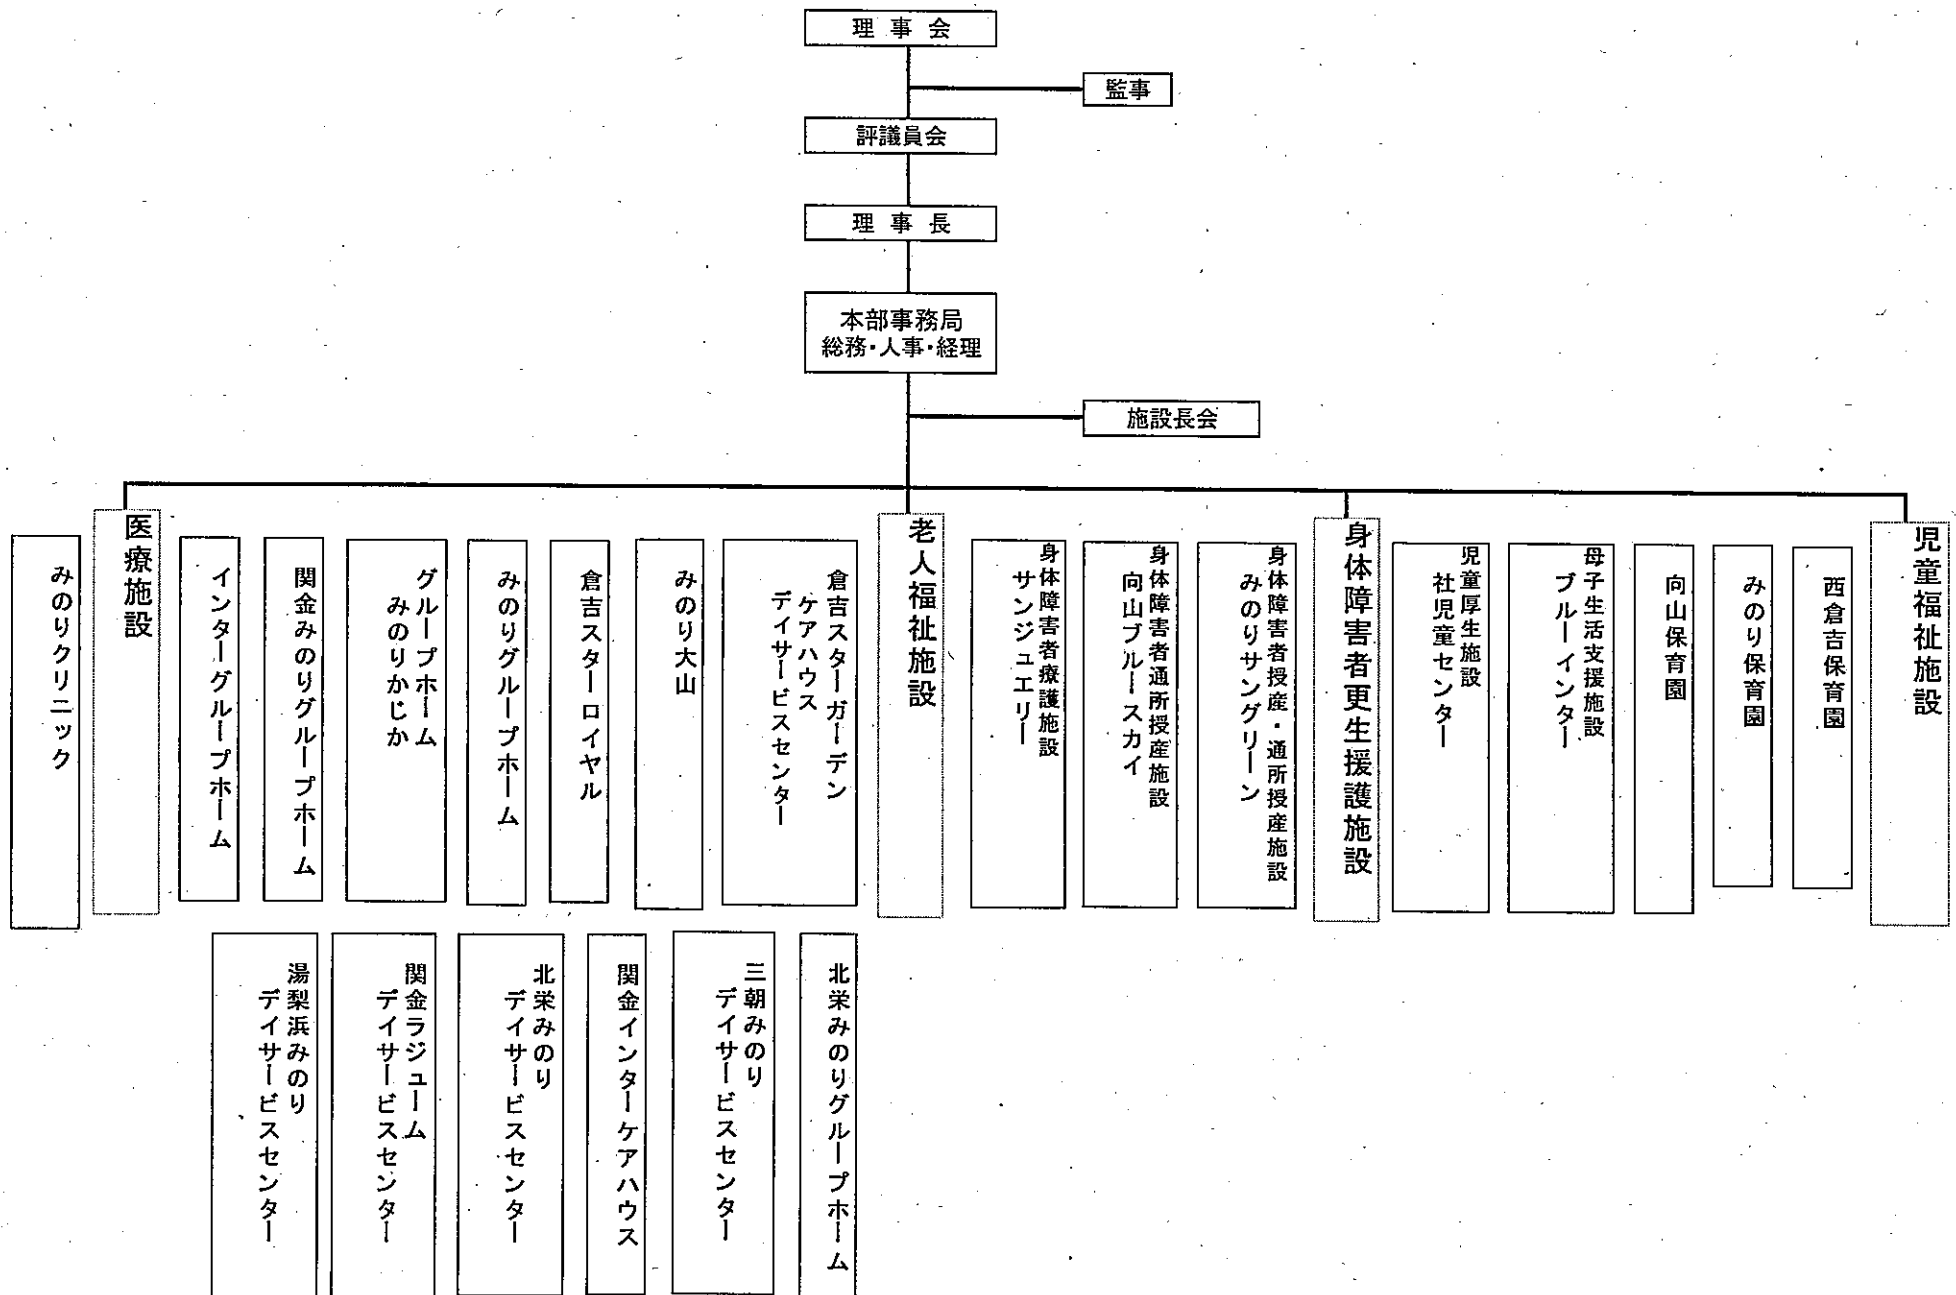 理事会
監事
評議員会
理事長
本部事務局
総務・人事・経理
施設長会
児童福祉施設
西倉吉保育園
みのり保育園
向山保育園
母子生活支援施設
ブルーインター
児童厚生施設
社児童センター
身体障害者更生援護施設
身体障害者授産・通所授産施設
みのりサングリーン
身体障害者通所授産施設
向山ブルースカイ
身体障害者療護施設
サンジュエリー
老人福祉施設
倉吉スターガーデン
ケアハウス
デイサービスセンター
みのり大山
倉吉スターロイヤル
みのりグループホーム
グループホーム
みのりかじか
関金みのりグループホーム
インターグループホーム
北栄みのりグループホーム
三朝みのり
デイサービスセンター
関金インターケアハウス
北栄みのり
デイサービスセンター
関金ラジューム
デイサービスセンター
湯梨浜みのり
デイサービスセンター
医療施設
みのりクリニック